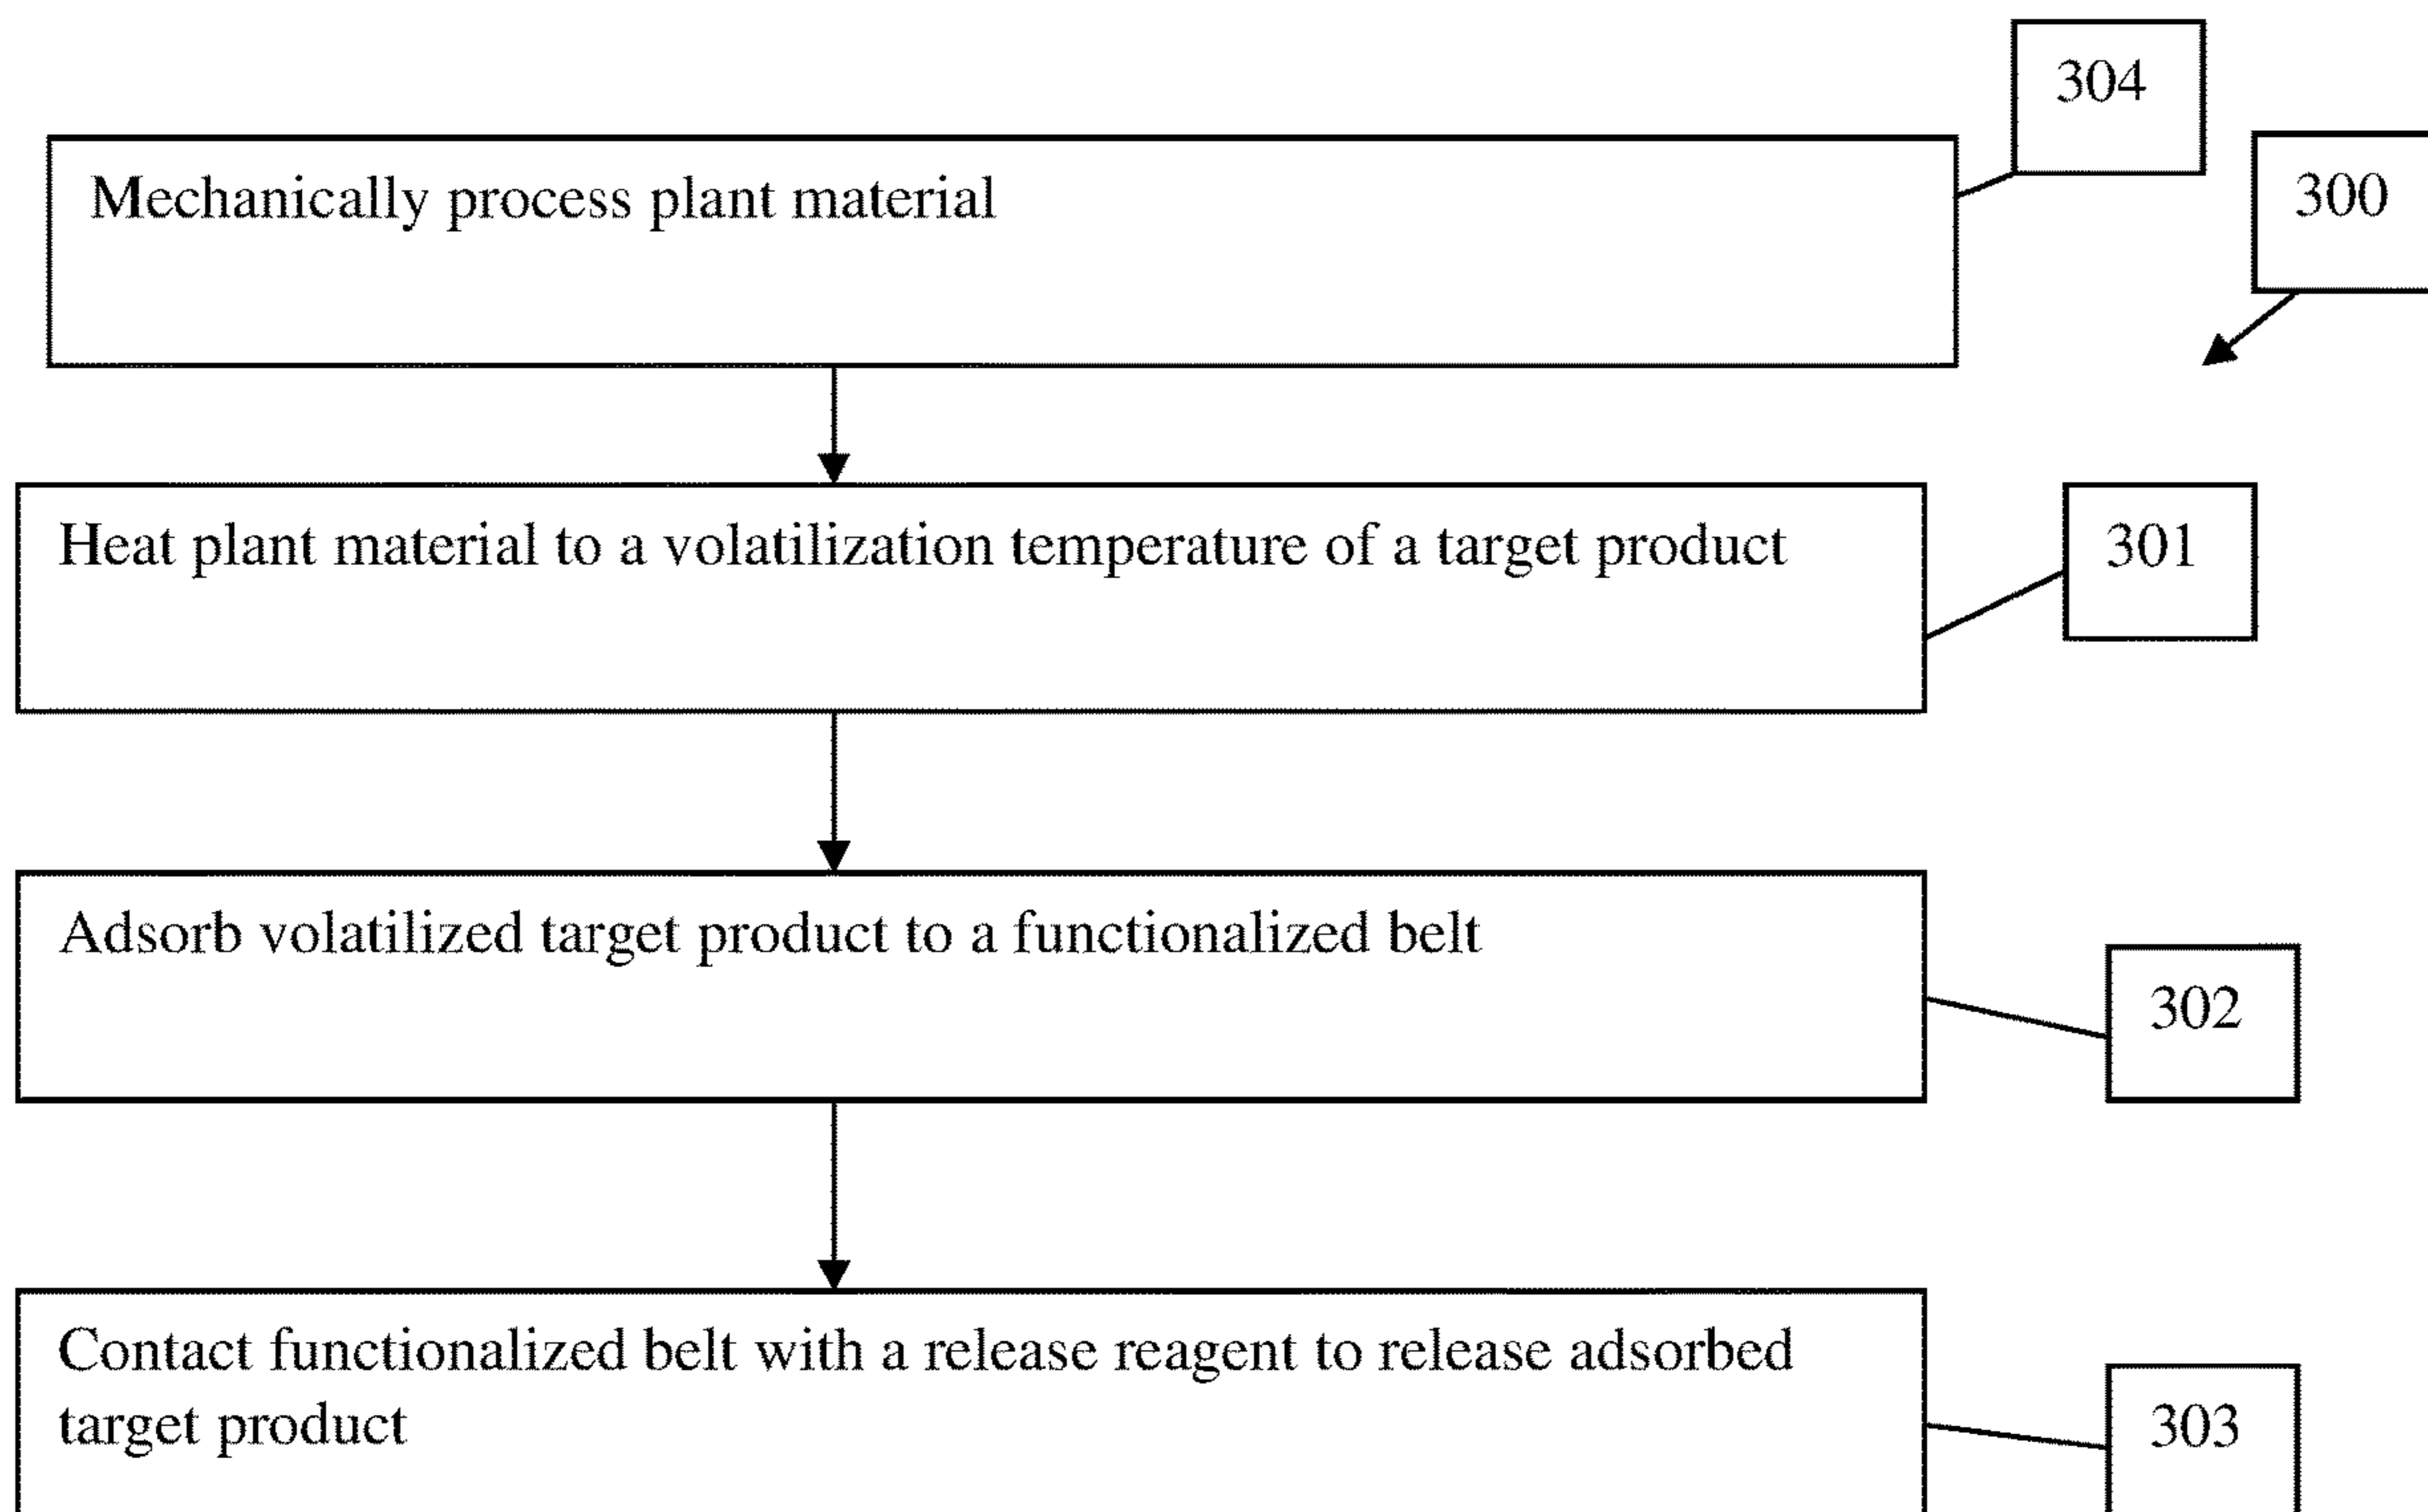 304
Mechanically process plant material
300
Heat plant material to a volatilization temperature of a target product
301
Adsorb volatilized target product to a functionalized belt
302
Contact functionalized belt with a release reagent to release adsorbed
target product
303